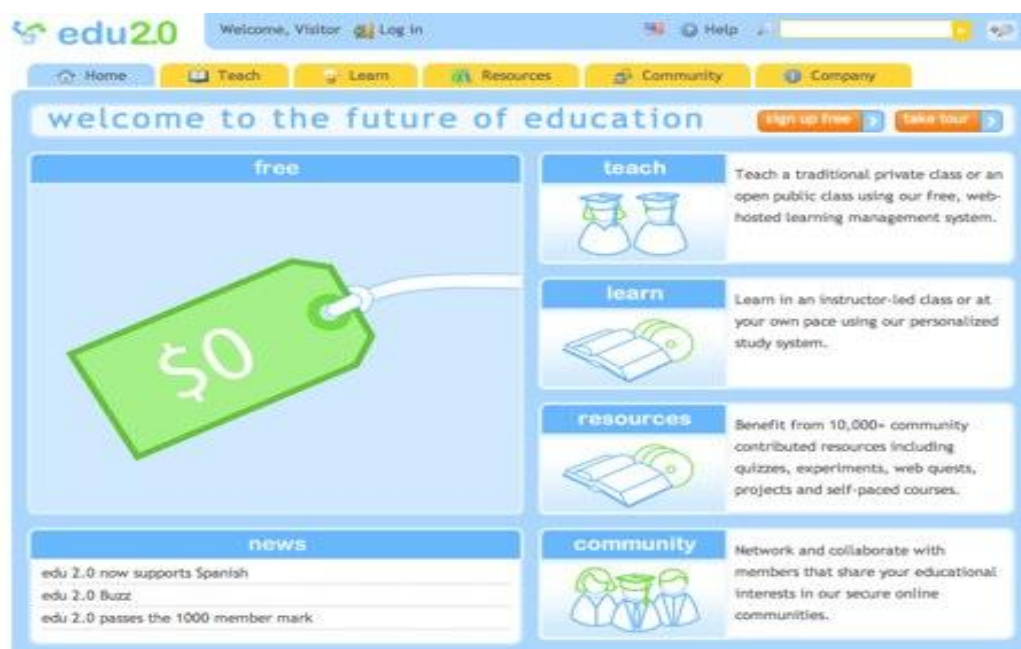 edu2.0
Welcome, Visitor Log in
Help
Home Teach Learn Resources Community Company
welcome to the future of education
sign up free
take tour
free
$0
teach
Teach a traditional private class or an
open public class using our free, web-
hosted learning management system.
learn
Learn in an instructor-led class or at
your own pace using our personalized
study system.
resources
Benefit from 10,000+ community
contributed resources including
quizzes, experiments, web quests,
projects and self-paced courses.
news
edu 2.0 now supports Spanish
edu 2.0 Buzz
edu 2.0 passes the 1000 member mark
community
Network and collaborate with
members that share your educational
interests in our secure online
communities.